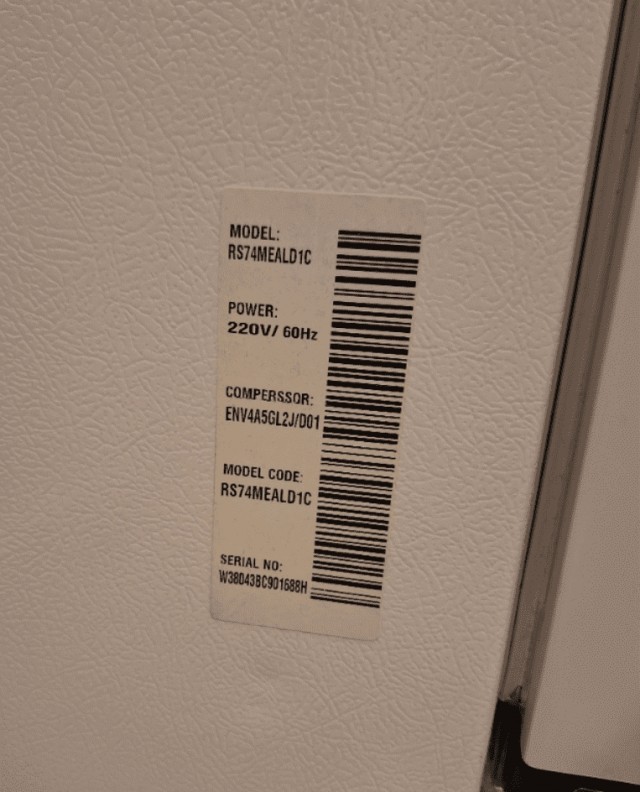 MODEL:
RS74MEALD1C
POWER:
220V/ 60Hz
COMPERSSOR:
ENV4A5GL2J/D01
MODEL CODE:
RS74MEALD1C
SERIAL NO:
W38043BC901688H